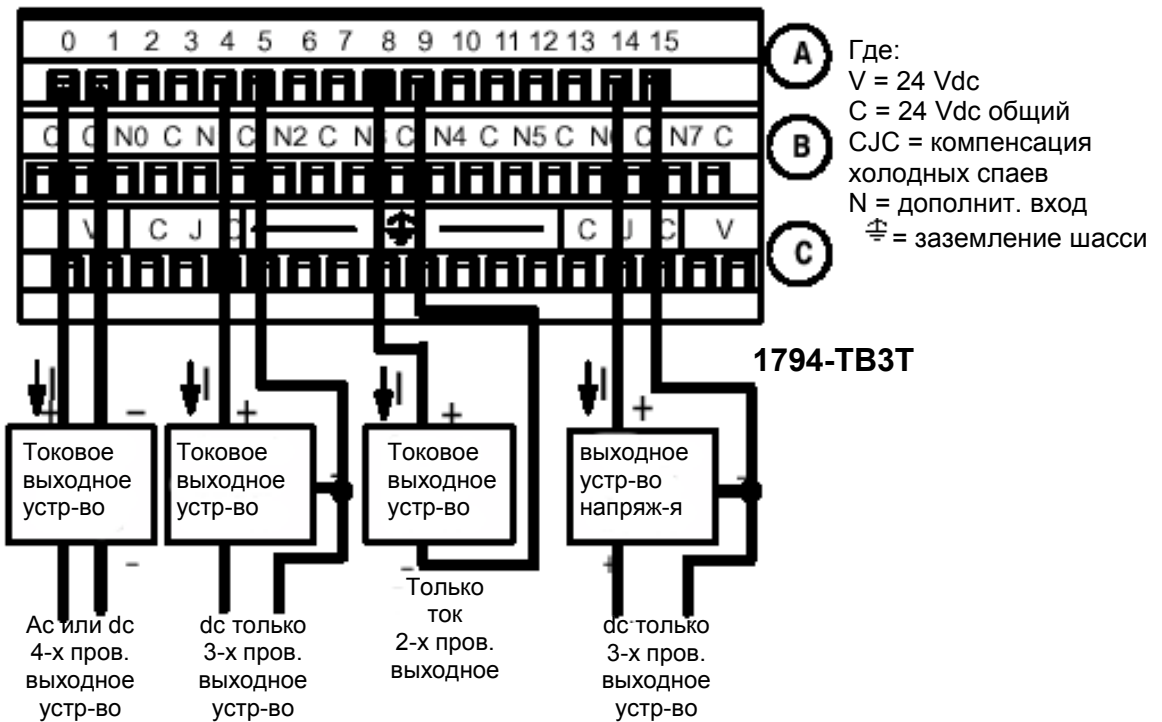 0 1 2 3 4 5 6 7 8 9 10 11 12 13 14 15
A
Где:
V = 24 Vdc
C = 24 Vdc общий
CJC = компенсация
холодных спаев
N = дополнит. вход
= заземление шасси
C C N0 C N C N2 C N3 C N4 C N5 C N C N7 C
B
V C J C C J C V
C
1794-TB3T
I I I I
+ - + + +
Токовое
выходное
устр-во
-
Ac или dc
4-х пров.
выходное
устр-во
Токовое
выходное
устр-во
-
dc только
3-х пров.
выходное
устр-во
Токовое
выходное
устр-во
-
Только
ток
2-х пров.
выходное
выходное
устр-во
напряж-я
-
+
dc только
3-х пров.
выходное
устр-во